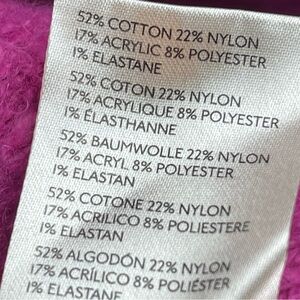 52% COTTON 22% NYLON
17% ACRYLIC 8% POLYESTER
1% ELASTANE
52% COTON 22% NYLON
17% ACRYLIQUE 8% POLYESTER
1% ÉLASTHANNE
52% BAUMWOLLE 22% NYLON
17% ACRYL 8% POLYESTER
1% ELASTAN
52% COTONE 22% NYLON
17% ACRILICO 8% POLIESTERE
1% ELASTAN
52% ALGODÓN 22% NYLON
17% ACRÍLICO 8% POLIÉSTER
1% ELASTANE